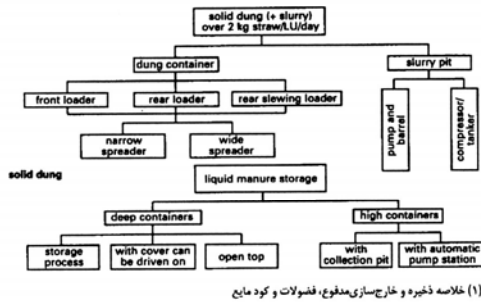 solid dung (+ slurry)
over 2 kg straw/LU/day
dung container
slurry pit
front loader
rear loader
rear slewing loader
pump and
barrel
compressor/
tanker
narrow
spreader
wide
spreader
solid dung
liquid manure storage
deep containers
high containers
storage
process
with cover can
be driven on
open top
with
collection pit
with automatic
pump station
(۱) خلاصه ذخیره و خارج‌سازی‌مدفوع، فضولات و کود مایع